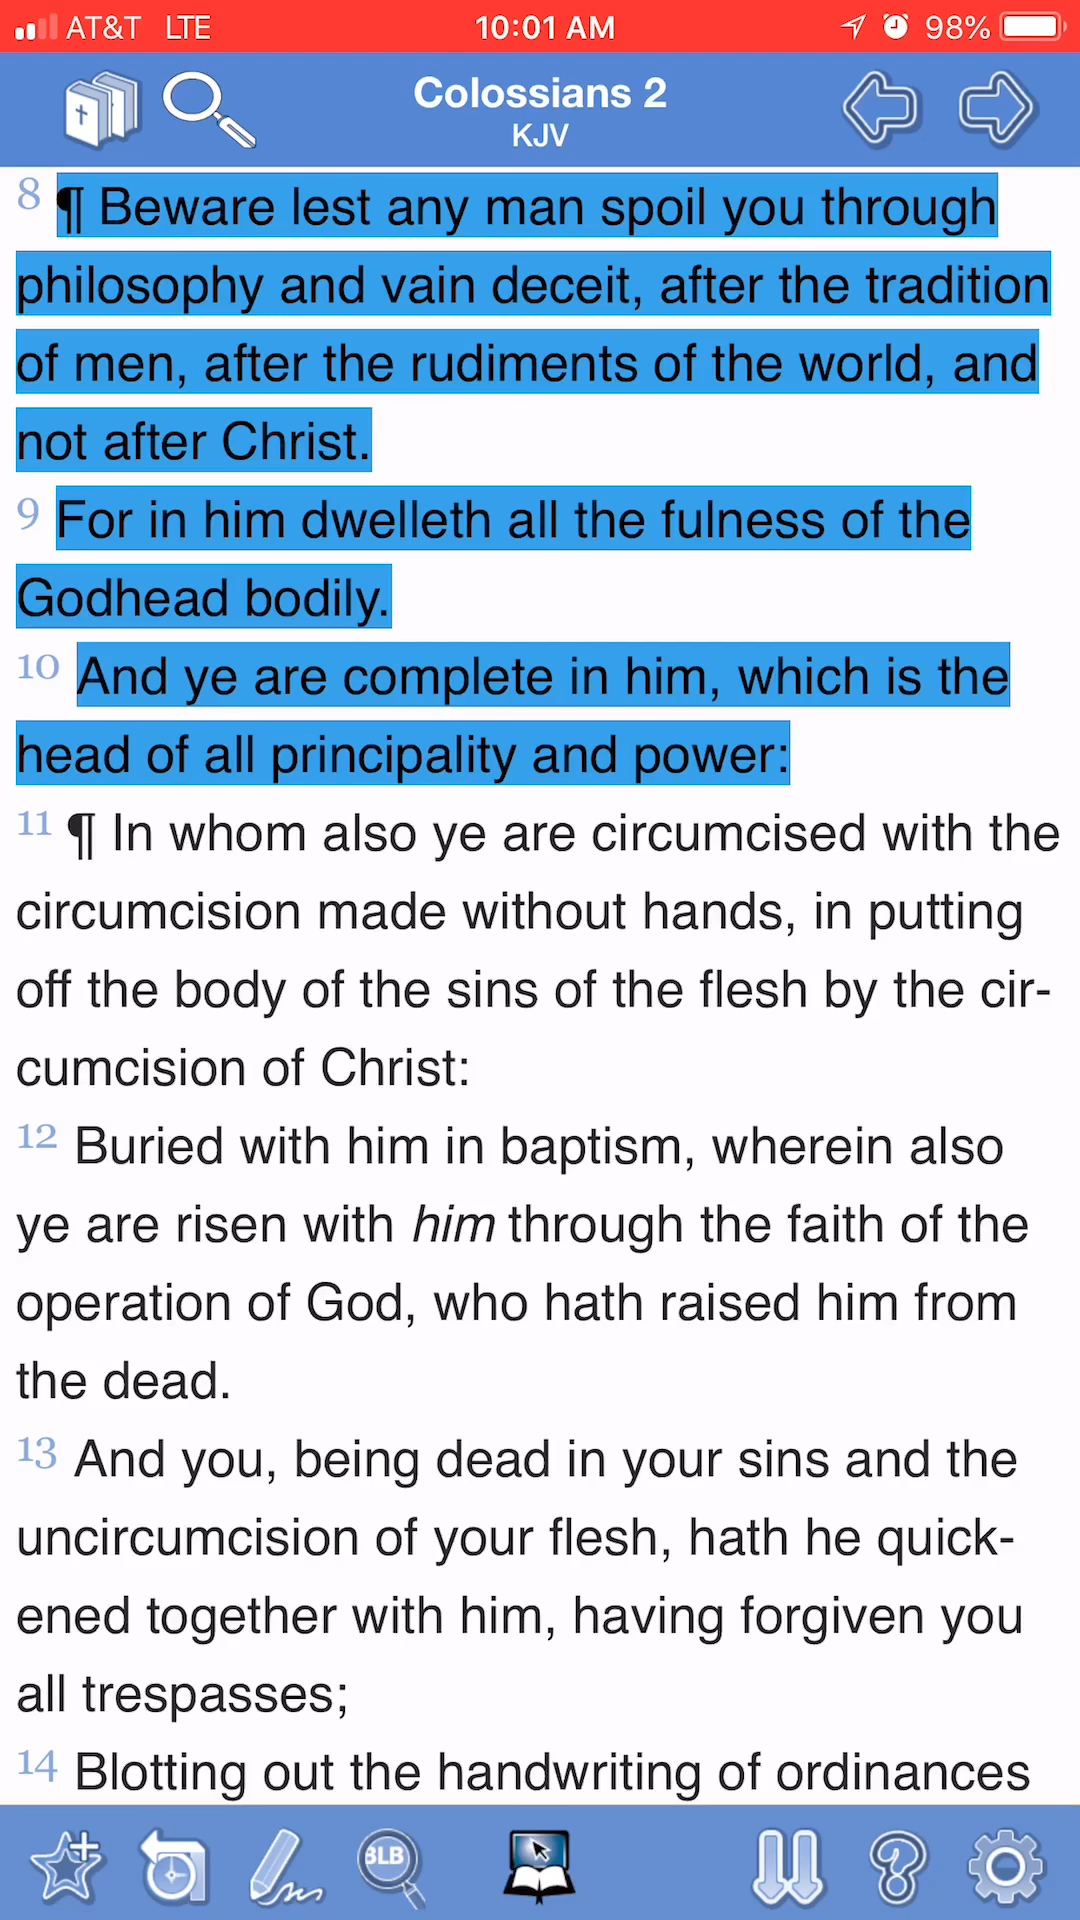 AT&T LTE 10:01 AM 98%
Colossians 2
KJV
8 ¶ Beware lest any man spoil you through
philosophy and vain deceit, after the tradition
of men, after the rudiments of the world, and
not after Christ.
9 For in him dwelleth all the fulness of the
Godhead bodily.
10 And ye are complete in him, which is the
head of all principality and power:
11 ¶ In whom also ye are circumcised with the
circumcision made without hands, in putting
off the body of the sins of the flesh by the cir-
cumcision of Christ:
12 Buried with him in baptism, wherein also
ye are risen with him through the faith of the
operation of God, who hath raised him from
the dead.
13 And you, being dead in your sins and the
uncircumcision of your flesh, hath he quick-
ened together with him, having forgiven you
all trespasses;
14 Blotting out the handwriting of ordinances
BLB